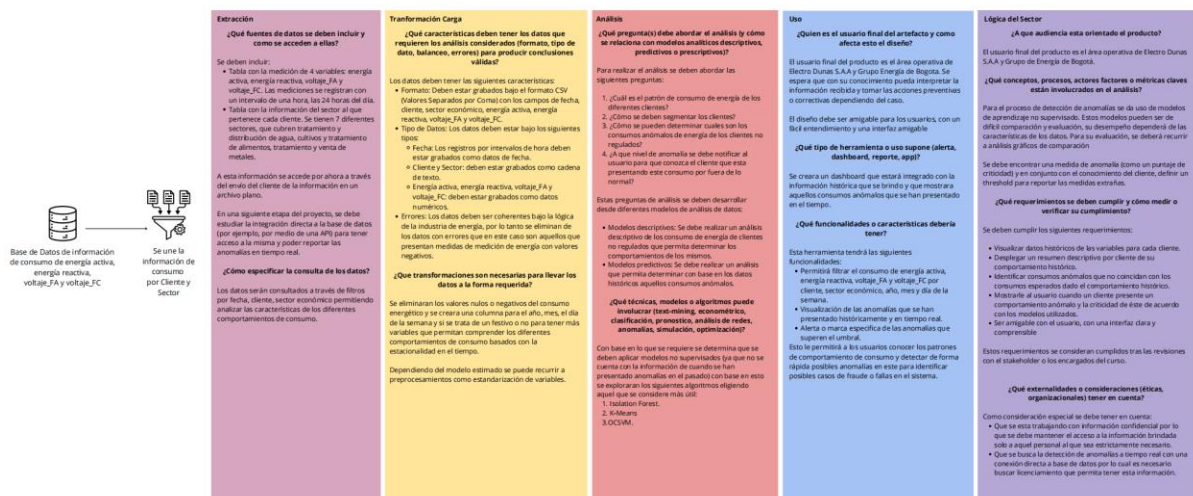 Base de Datos de información
de consumo de energía activa,
energía reactiva,
voltaje_FA y voltaje_FC
Se une la
información de
consumo
por Cliente y
Sector
Extracción
¿Qué fuentes de datos se deben incluir y
como se acceden a ellas?
Se deben incluir:
• Tabla con la medición de 4 variables: energía
activa, energía reactiva, voltaje_FA y
voltaje_FC. Las mediciones se registran con
un intervalo de una hora, las 24 horas del día.
• Tabla con la información del sector al que
pertenece cada cliente. Se tienen 7 diferentes
sectores, que cubren tratamiento y
distribución de agua, cultivos y tratamiento
de alimentos, tratamiento y venta de
metales.
A esta información se accede por ahora a través
del envío del cliente de la información en un
archivo plano.
En una siguiente etapa del proyecto, se debe
estudiar la integración directa a la base de datos
(por ejemplo, por medio de una API) para tener
acceso a la misma y poder reportar las
anomalías en tiempo real.
¿Cómo especificar la consulta de los datos?
Los datos serán consultados a través de filtros
por fecha, cliente, sector económico permitiendo
analizar las características de los diferentes
comportamientos de consumo.
Tranformación Carga
¿Qué características deben tener los datos que
requieren los análisis considerados (formato, tipo de
dato, balanceo, errores) para producir conclusiones
válidas?
Los datos deben tener las siguientes características:
• Formato: Deben estar grabados bajo el formato CSV
(Valores Separados por Coma) con los campos de fecha,
cliente, sector económico, energía activa, energía
reactiva, voltaje_FA y voltaje_FC.
• Tipo de Datos: Los datos deben estar bajo los siguientes
tipos:
○ Fecha: Los registros por intervalos de hora deben
estar grabados como datos de fecha.
○ Cliente y Sector: deben estar grabados como cadena
de texto.
○ Energía activa, energía reactiva, voltaje_FA y
voltaje_FC: deben estar grabados como datos
numéricos.
• Errores: Los datos deben ser coherentes bajo la lógica
de la industria de energía, por lo tanto se eliminan de
los datos con errores que en este caso son aquellos que
presentan medidas de medición de energía con valores
negativos.
¿Que transformaciones son necesarias para llevar los
datos a la forma requerida?
Se eliminaran los valores nulos o negativos del consumo
energético y se creara una columna para el año, mes, el día
de la semana y si se trata de un festivo o no para tener más
variables que permitan comprender los diferentes
comportamientos de consumo basados con la
estacionalidad en el tiempo.
Dependiendo del modelo estimado se puede recurrir a
preprocesamientos como estandarización de variables.
Análisis
¿Qué pregunta(s) debe abordar el análisis (y cómo
se relaciona con modelos analíticos descriptivos,
predictivos o prescriptivos)?
Para realizar el análisis se deben abordar las
siguientes preguntas:
1. ¿Cuál es el patrón de consumo de energía de los
diferentes clientes?
2. ¿Cómo se deben segmentar los clientes?
3. ¿Cómo se pueden determinar cuales son los
consumos anómalos de energía de los clientes no
regulados?
4. ¿A que nivel de anomalía se debe notificar al
usuario para que conozca el cliente que esta
presentando este consumo por fuera de lo
normal?
Estas preguntas de análisis se deben desarrollar
desde diferentes modelos de análisis de datos:
• Modelos descriptivos: Se debe realizar un análisis
descriptivo de los consumo de energía de clientes
no regulados que permita determinar los
comportamientos de los mismos.
• Modelos predictivos: Se debe realizar un análisis
que permita determinar con base en los datos
históricos aquellos consumos anómalos.
¿Qué técnicas, modelos o algoritmos puede
involucrar (text-mining, econométrico,
clasificación, pronostico, análisis de redes,
anomalías, simulación, optimización)?
Con base en lo que se requiere se determina que se
deben aplicar modelos no supervisados (ya que no se
cuenta con la información de cuando se han
presentado anomalías en el pasado) con base en esto
se exploraran los siguientes algoritmos eligiendo
aquel que se considere más útil:
1. Isolation Forest.
2. K-Means
3.OCSVM.
Uso
¿Quien es el usuario final del artefacto y como
afecta esto el diseño?
El usuario final del producto es el área operativa de
Electro Dunas S.A.A y Grupo Energía de Bogotá. Se
espera que con su conocimiento pueda interpretar la
información recibida y tomar las acciones preventivas
o correctivas dependiendo del caso.
El diseño debe ser amigable para los usuarios, con un
fácil entendimiento y una interfaz amigable
¿Qué tipo de herramienta o uso supone (alerta,
dashboard, reporte, app)?
Se creara un dashboard que estará integrado con la
información histórica que se brindo y que mostrara
aquellos consumos anómalos que se han presentado
en el tiempo.
¿Qué funcionalidades o características debería
tener?
Esta herramienta tendrá las siguientes
funcionalidades:
• Permitirá filtrar el consumo de energía activa,
energía reactiva, voltaje_FA y voltaje_FC por
cliente, sector económico, año, mes y día de la
semana.
• Visualización de las anomalías que se han
presentado históricamente y en tiempo real.
• Alerta o marca especifica de las anomalías que
superen el umbral.
Esto le permitirá a los usuarios conocer los patrones
de comportamiento de consumo y detectar de forma
rápida posibles anomalías en este para identificar
posibles casos de fraude o fallas en el sistema.
Lógica del Sector
¿A que audiencia esta orientado el producto?
El usuario final del producto es el área operativa de Electro Dunas
S.A.A y Grupo Energía de Bogotá.
¿Qué conceptos, procesos, actores factores o métricas claves
están involucrados en el análisis?
Para el proceso de detección de anomalías se da uso de modelos
de aprendizaje no supervisado. Estos modelos pueden ser de
difícil comparación y evaluación, su desempeño dependerá de las
características de los datos. Para su evaluación, se deberá recurrir
a análisis gráficos de comparación
Se debe encontrar una medida de anomalía (como un puntaje de
criticidad) y en conjunto con el conocimiento del cliente, definir un
threshold para reportar las medidas extrañas.
¿Qué requerimientos se deben cumplir y cómo medir o
verificar su cumplimiento?
Se deben cumplir los siguientes requerimientos:
• Visualizar datos históricos de las variables para cada cliente.
• Desplegar un resumen descriptivo por cliente de su
comportamiento histórico.
• Identificar consumos anómalos que no coincidan con los
consumos esperados dado el comportamiento histórico.
• Mostrarle al usuario cuando un cliente presente un
comportamiento anómalo y la criticidad de éste de acuerdo
con los modelos utilizados.
• Ser amigable con el usuario, con una interfaz clara y
comprensible
Estos requerimientos se consideran cumplidos tras las revisiones
con el stakeholder o los encargados del curso.
¿Qué externalidades o consideraciones (éticas,
organizacionales) tener en cuenta?
Como consideración especial se debe tener en cuenta:
• Que se esta trabajando con información confidencial por lo
que se debe mantener el acceso a la información brindada
solo a aquel personal al que sea estrictamente necesario.
• Que se busca la detección de anomalías a tiempo real con una
conexión directa a base de datos por lo cual es necesario
buscar licenciamiento que permita tener esta información.